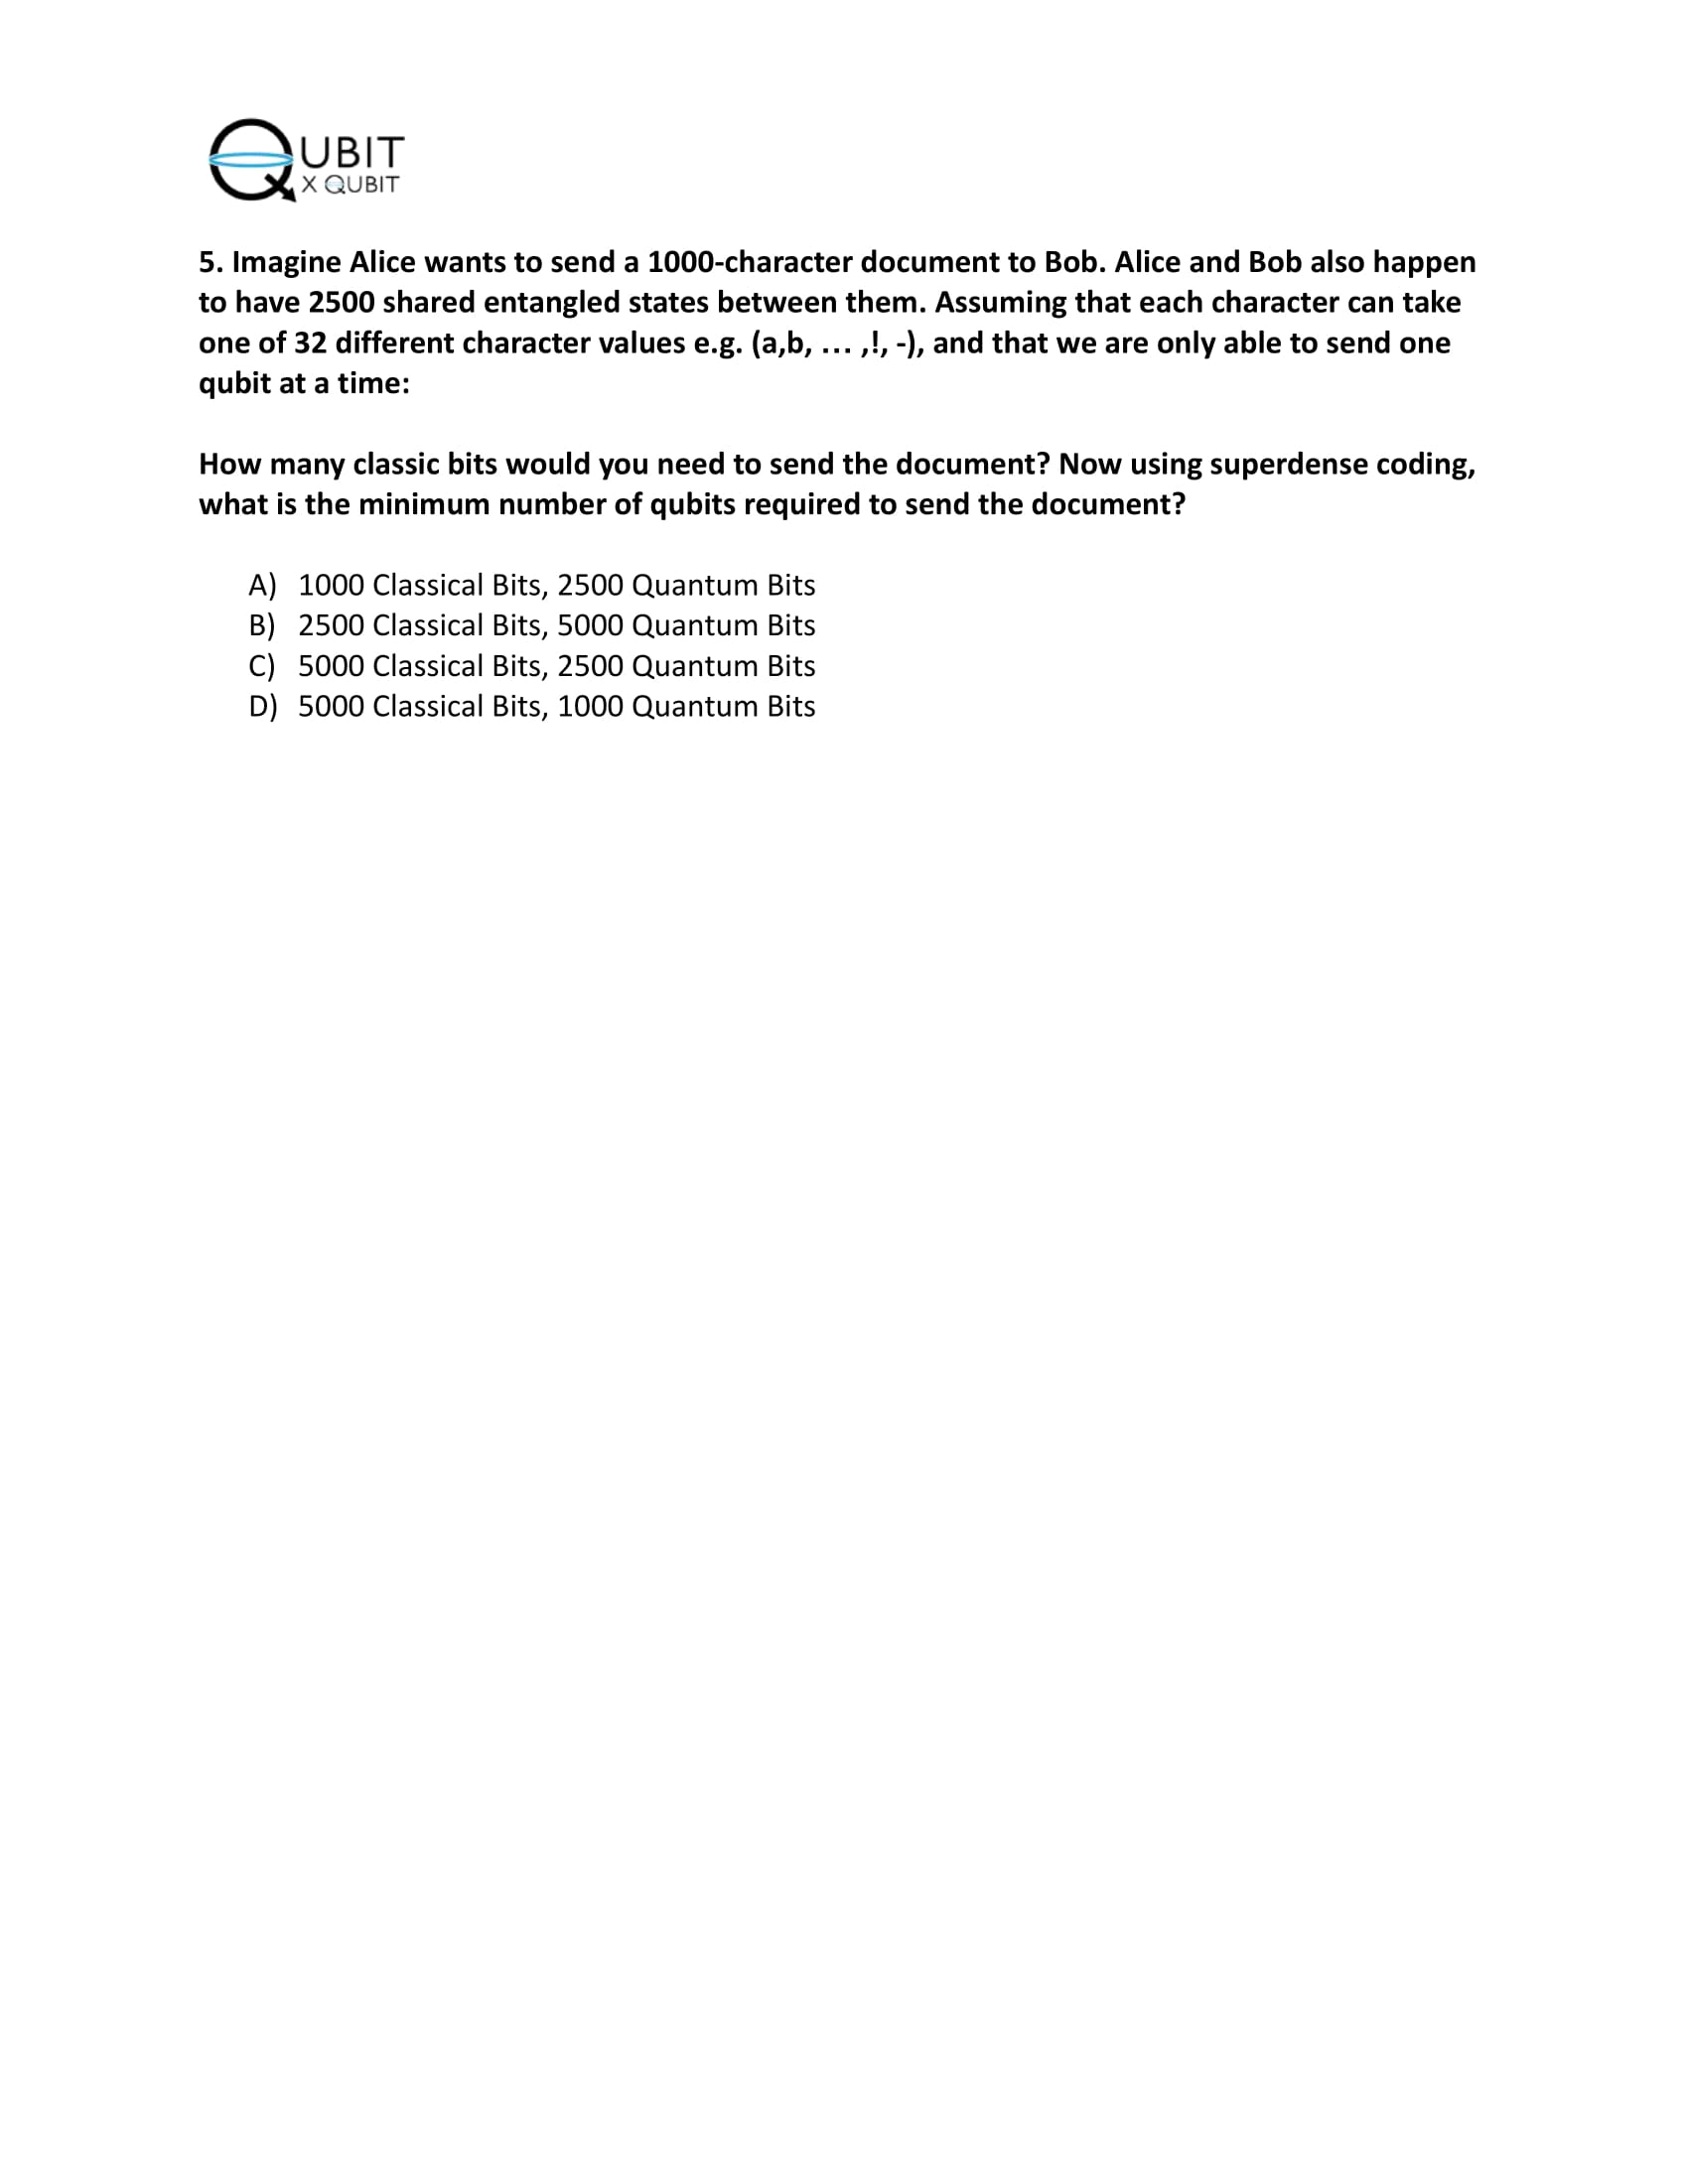 QUBIT
X QUBIT
5. Imagine Alice wants to send a 1000-character document to Bob. Alice and Bob also happen
to have 2500 shared entangled states between them. Assuming that each character can take
one of 32 different character values e.g. (a,b, … ,!, -), and that we are only able to send one
qubit at a time:
How many classic bits would you need to send the document? Now using superdense coding,
what is the minimum number of qubits required to send the document?
A) 1000 Classical Bits, 2500 Quantum Bits
B) 2500 Classical Bits, 5000 Quantum Bits
C) 5000 Classical Bits, 2500 Quantum Bits
D) 5000 Classical Bits, 1000 Quantum Bits